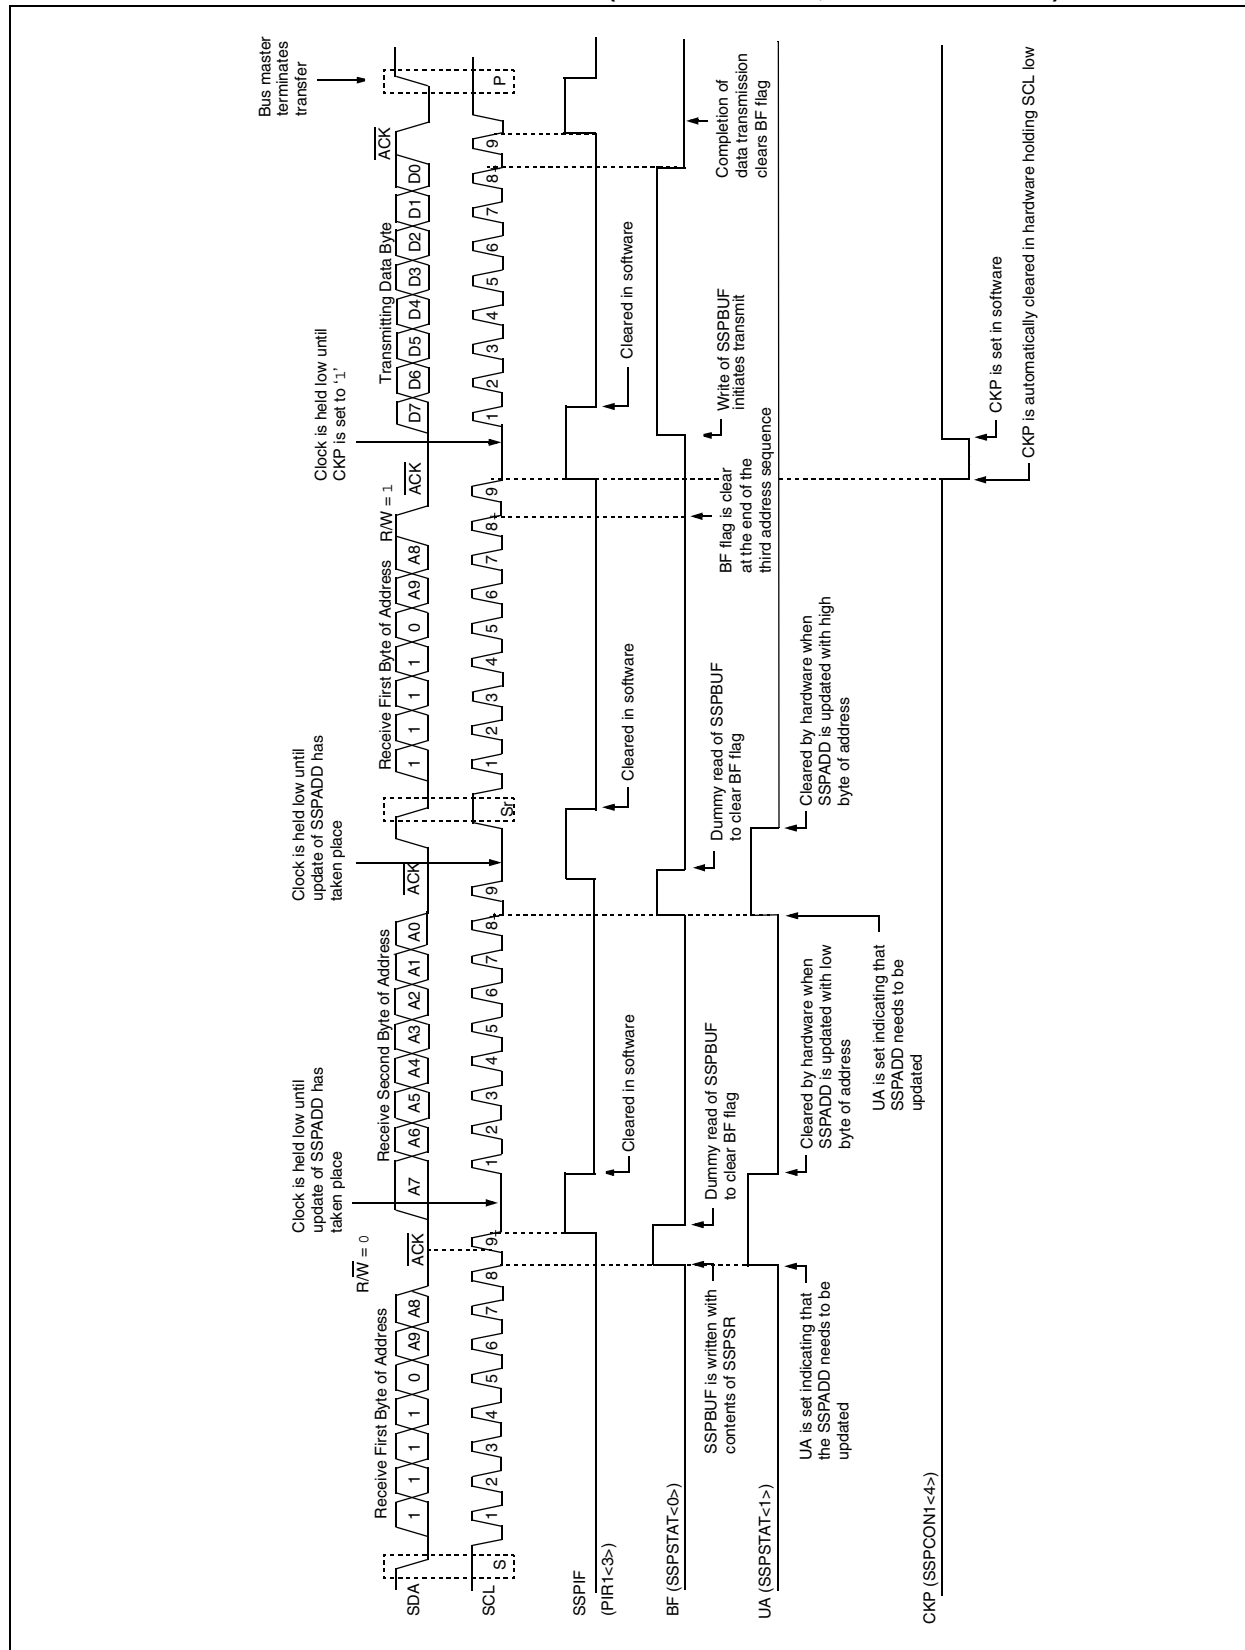 Bus master
terminates
transfer
Clock is held low until
CKP is set to ‘1’
Clock is held low until
update of SSPADD has
taken place
Clock is held low until
update of SSPADD has
taken place
R/W = 0
R/W = 1
Receive First Byte of Address
ACK
Receive Second Byte of Address
ACK
Receive First Byte of Address
ACK
Transmitting Data Byte
ACK
SDA
1 1 1 1 0 A9 A8
A7 A6 A5 A4 A3 A2 A1 A0
1 1 1 1 0 A9 A8
D7 D6 D5 D4 D3 D2 D1 D0
SCL
S
1 2 3 4 5 6 7 8 9
1 2 3 4 5 6 7 8 9
Sr
1 2 3 4 5 6 7 8 9
1 2 3 4 5 6 7 8 9
P
SSPIF
(PIR1<3>)
Cleared in software
Cleared in software
Cleared in software
BF (SSPSTAT<0>)
SSPBUF is written with
contents of SSPSR
Dummy read of SSPBUF
to clear BF flag
Dummy read of SSPBUF
to clear BF flag
BF flag is clear
at the end of the
third address sequence
Write of SSPBUF
initiates transmit
Completion of
data transmission
clears BF flag
UA (SSPSTAT<1>)
UA is set indicating that
the SSPADD needs to be
updated
Cleared by hardware when
SSPADD is updated with low
byte of address
UA is set indicating that
SSPADD needs to be
updated
Cleared by hardware when
SSPADD is updated with high
byte of address
CKP (SSPCON1<4>)
CKP is set in software
CKP is automatically cleared in hardware holding SCL low